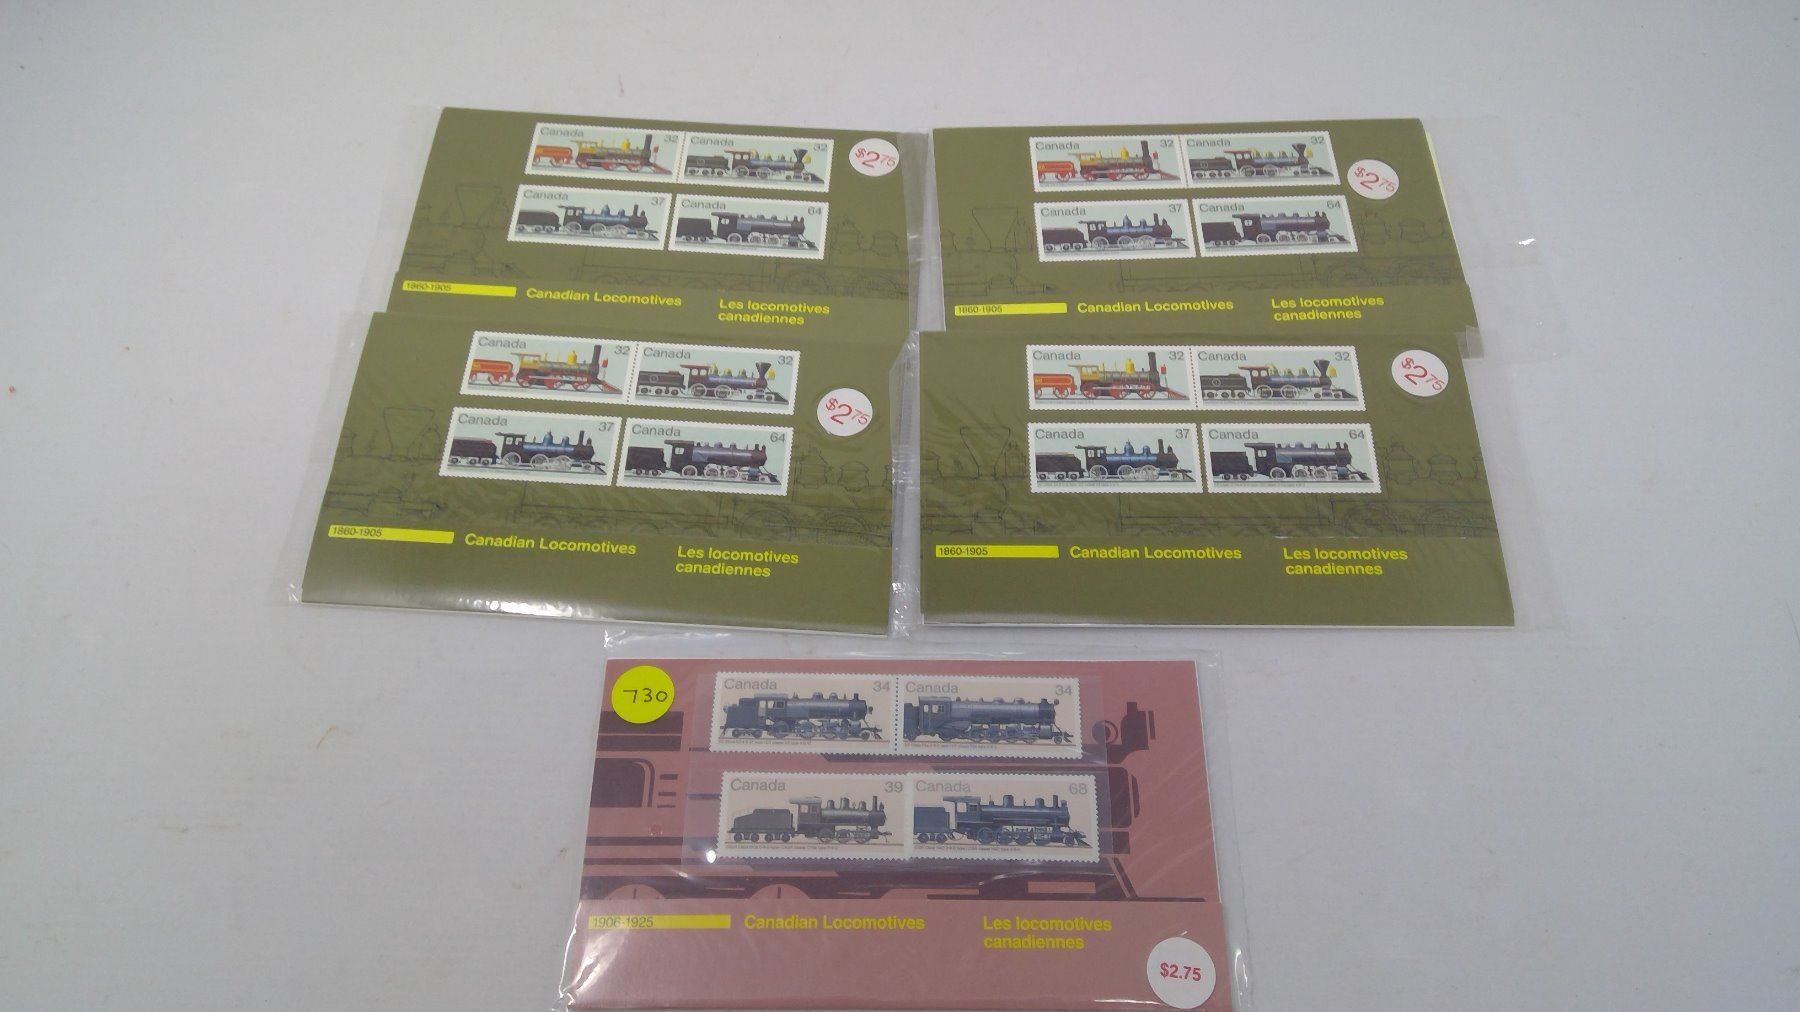 Canada 32
Canada 32
Canada 37
Canada 64
$2.75
1860-1905
Canadian Locomotives
Les locomotives
canadiennes
Canada 32
Canada 32
Canada 37
Canada 64
$2.75
1860-1905
Canadian Locomotives
Les locomotives
canadiennes
Canada 32
Canada 32
Canada 37
Canada 64
$2.75
1860-1905
Canadian Locomotives
Les locomotives
canadiennes
Canada 32
Canada 32
Canada 37
Canada 64
$2.75
1860-1905
Canadian Locomotives
Les locomotives
canadiennes
730
Canada 34
Canada 34
Canada 39
Canada 68
1906-1925
Canadian Locomotives
Les locomotives
canadiennes
$2.75